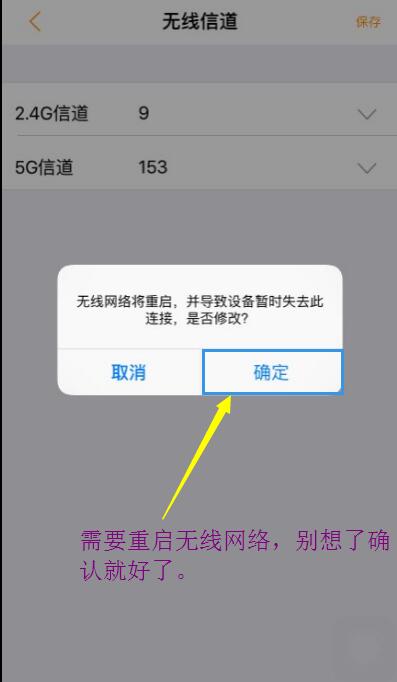 无线信道
保存
2.4G信道 9
5G信道 153
无线网络将重启，并导致设备暂时失去此
连接，是否修改?
取消 确定
需要重启无线网络，别想了确
认就好了。